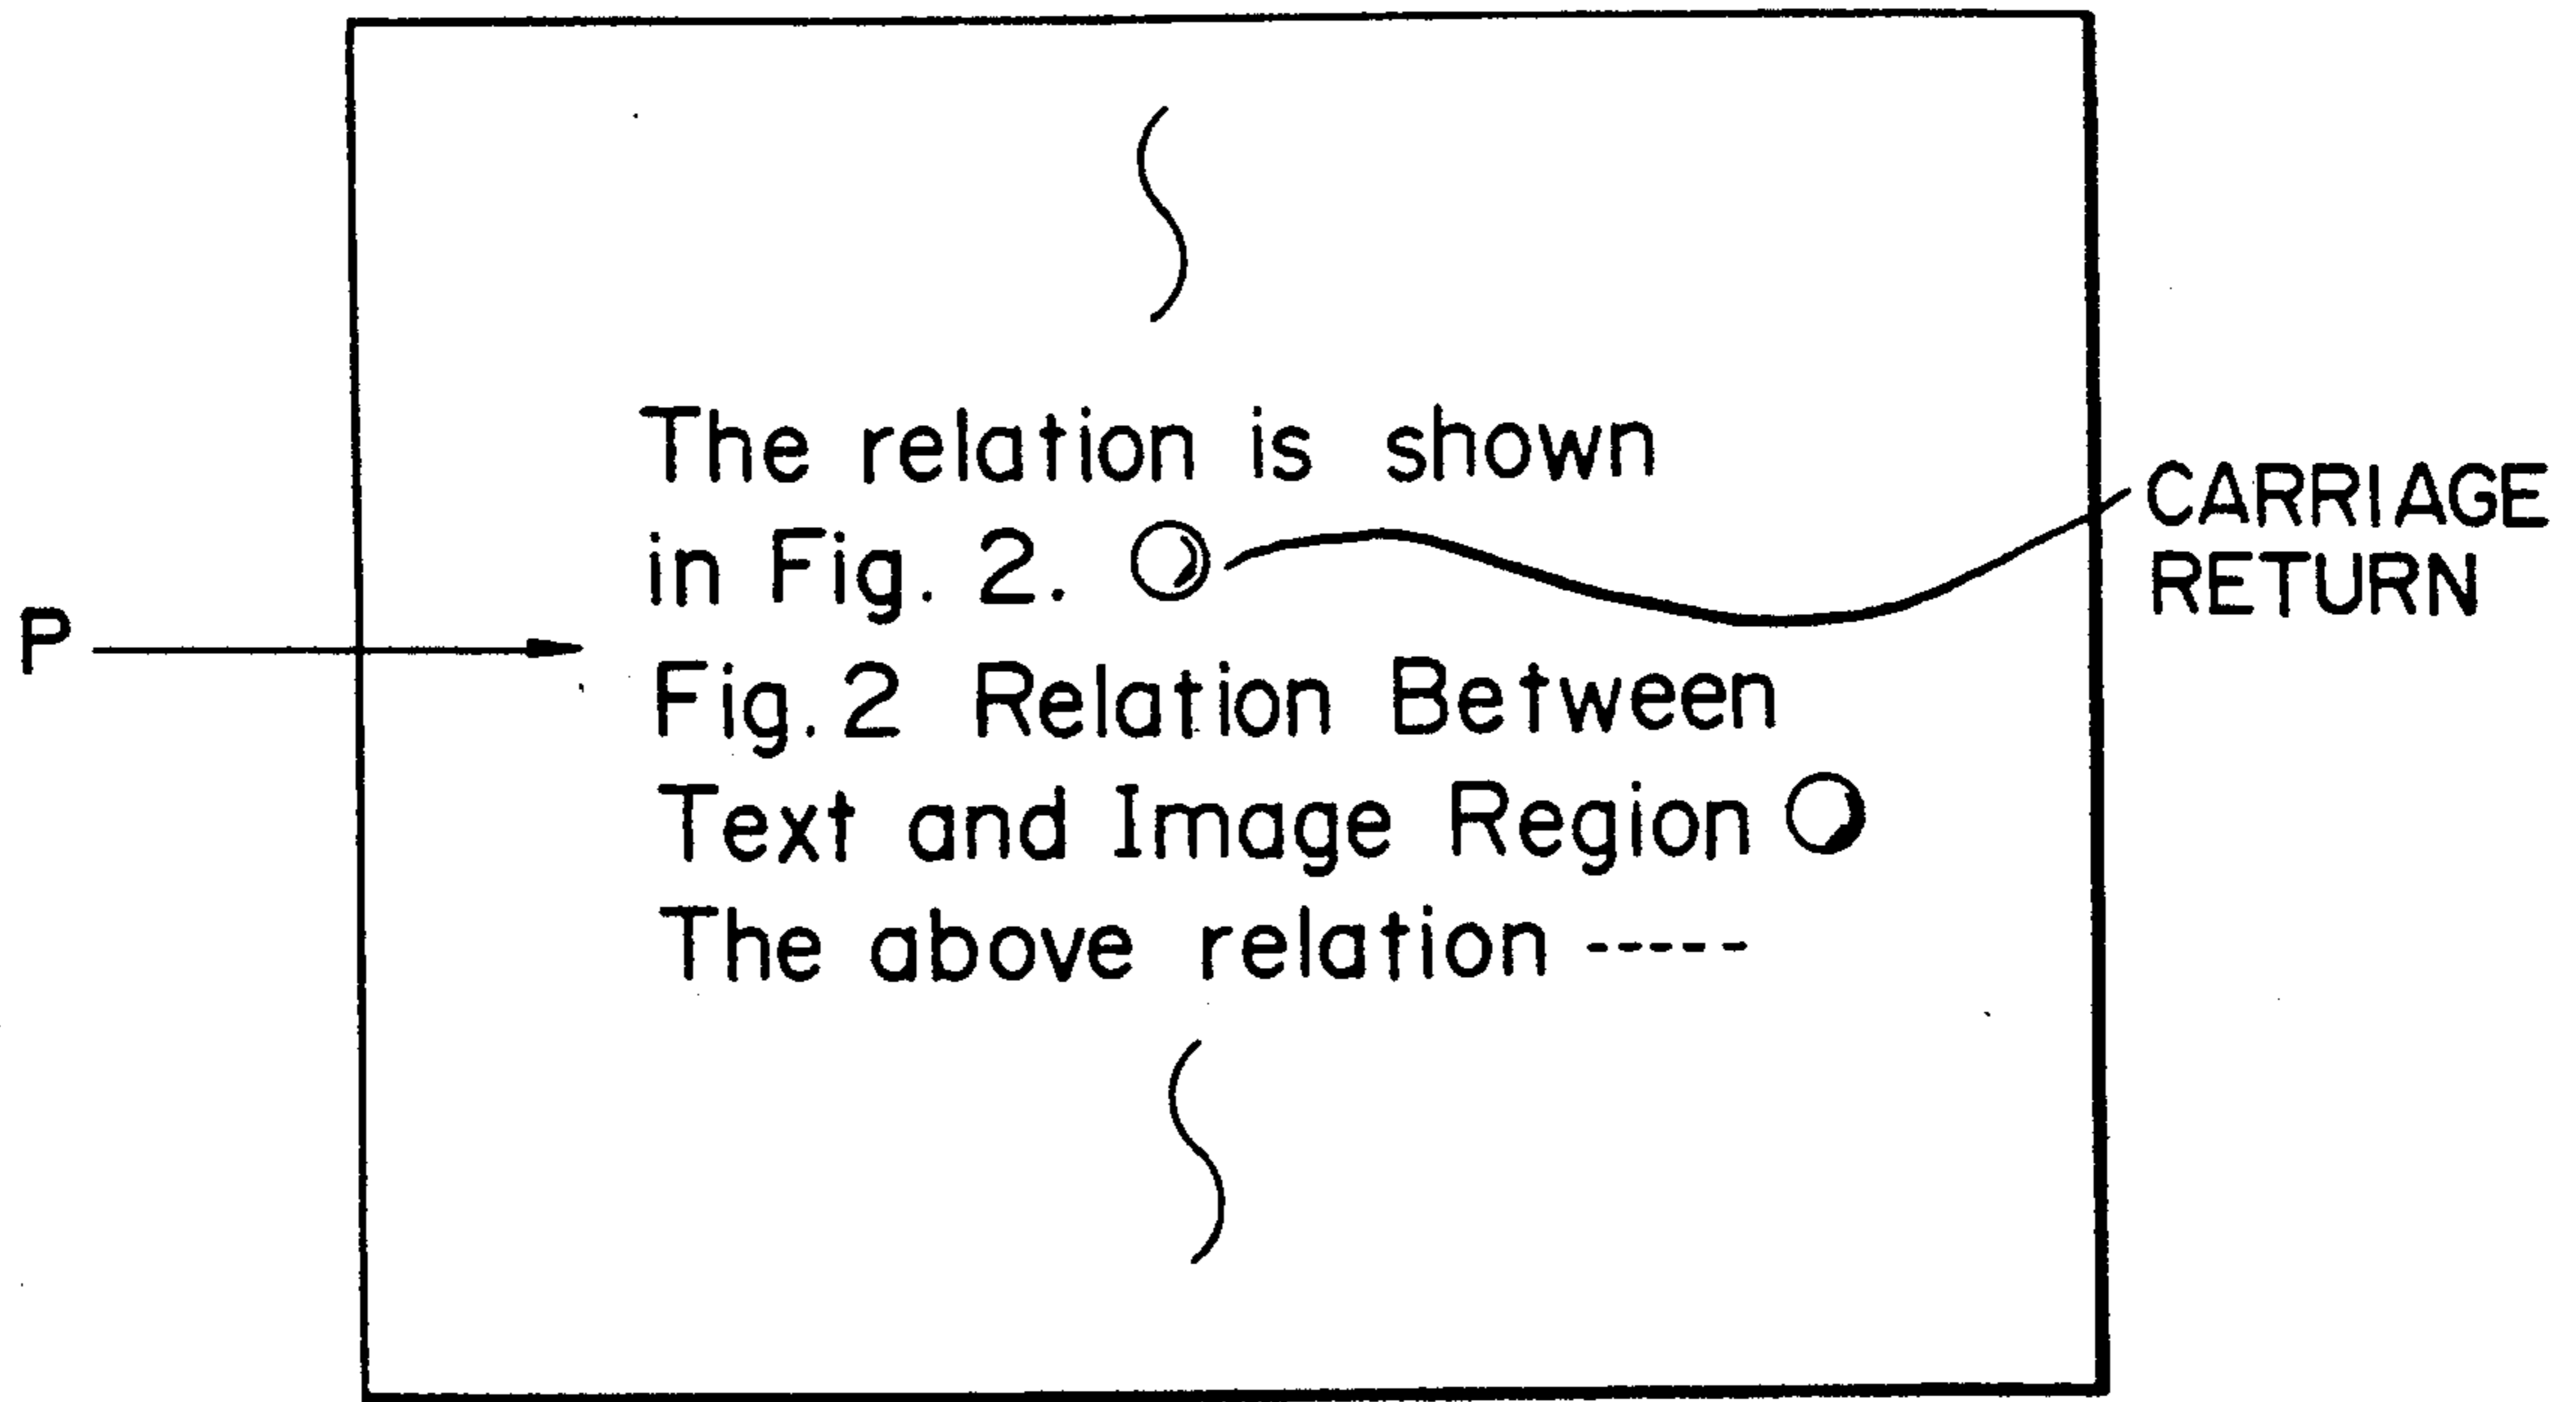 The relation is shown
in Fig. 2.
P
Fig. 2 Relation Between
Text and Image Region
The above relation -----
CARRIAGE
RETURN